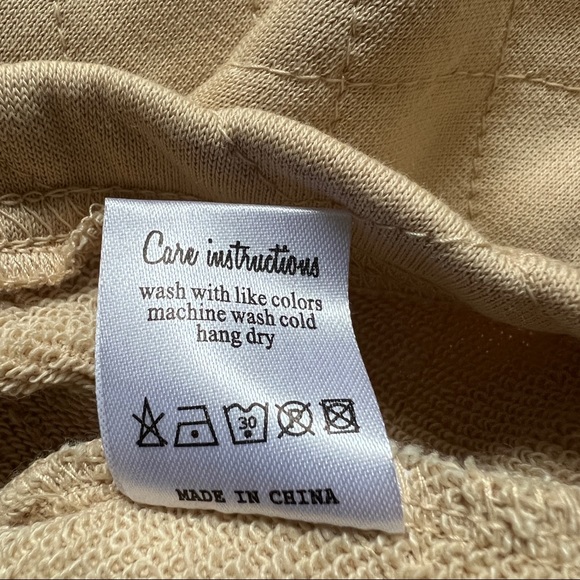 Care instructions
wash with like colors
machine wash cold
hang dry
30
MADE IN CHINA